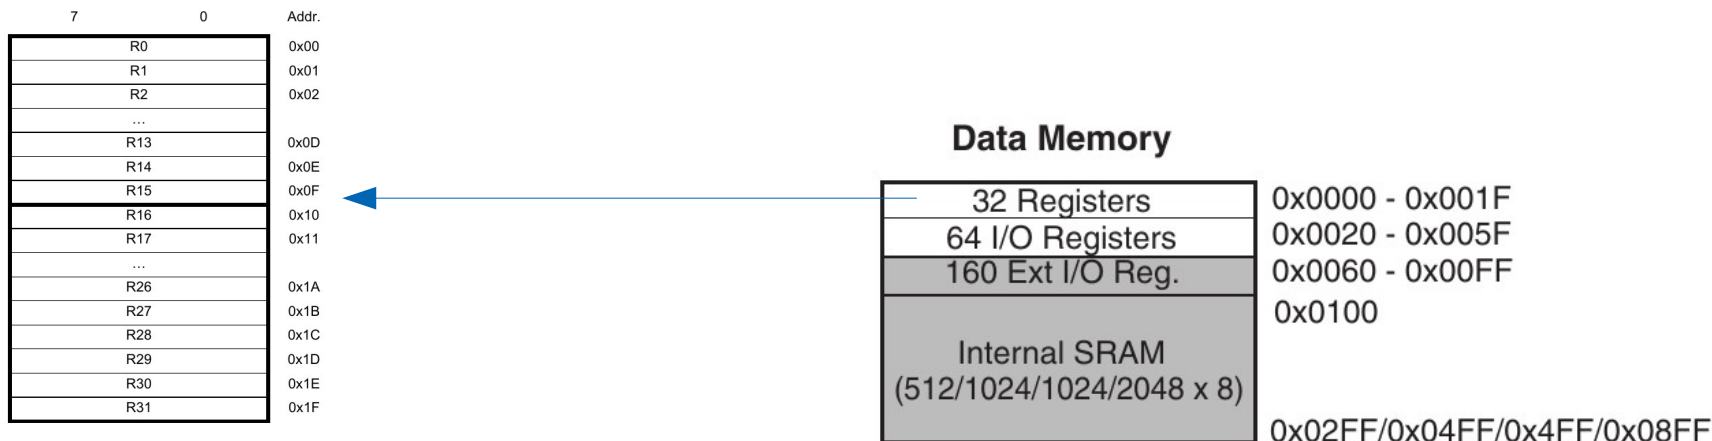 7 0 Addr.
R0 0x00
R1 0x01
R2 0x02
...
R13 0x0D
R14 0x0E
R15 0x0F
R16 0x10
R17 0x11
...
R26 0x1A
R27 0x1B
R28 0x1C
R29 0x1D
R30 0x1E
R31 0x1F
Data Memory
32 Registers 0x0000 - 0x001F
64 I/O Registers 0x0020 - 0x005F
160 Ext I/O Reg. 0x0060 - 0x00FF
0x0100
Internal SRAM
(512/1024/1024/2048 x 8)
0x02FF/0x04FF/0x4FF/0x08FF